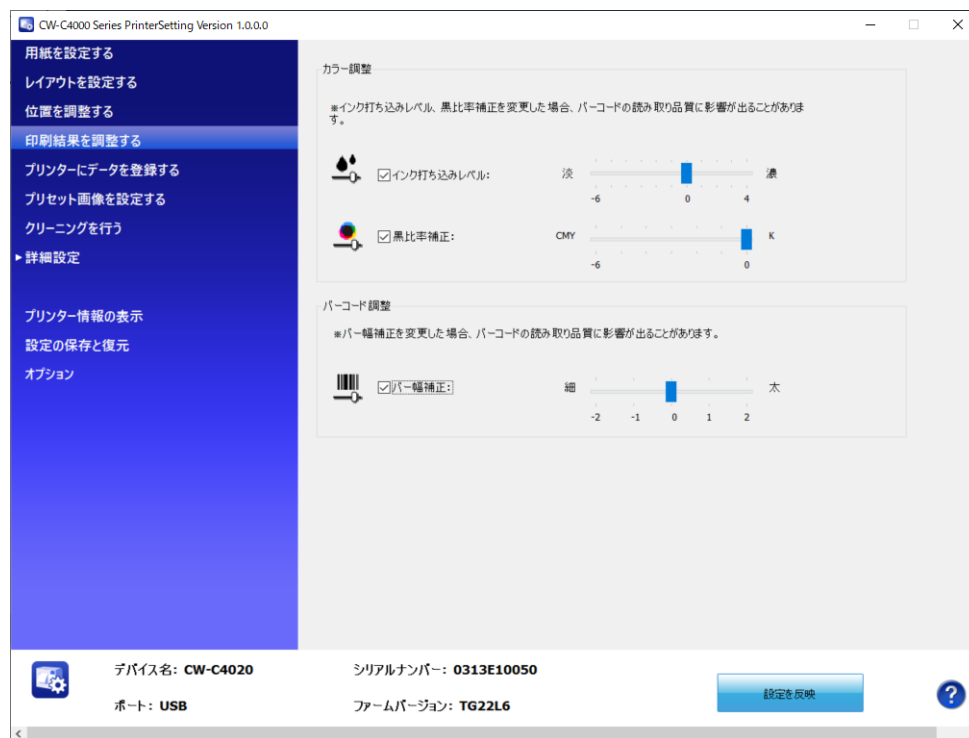 CW-C4000 Series PrinterSetting Version 1.0.0.0
用紙を設定する
レイアウトを設定する
位置を調整する
印刷結果を調整する
プリンターにデータを登録する
プリセット画像を設定する
クリーニングを行う
詳細設定
プリンター情報の表示
設定の保存と復元
オプション
カラー調整
※インク打ち込みレベル、黒比率補正を変更した場合、バーコードの読み取り品質に影響が出ることがありま
す。
インク打ち込みレベル: 淡 濃
-6 0 4
黒比率補正: CMY K
-6 0
バーコード調整
※バー幅補正を変更した場合、バーコードの読み取り品質に影響が出ることがあります。
バー幅補正: 細 太
-2 -1 0 1 2
デバイス名: CW-C4020 シリアルナンバー: 0313E10050
ポート: USB ファームバージョン: TG22L6
設定を反映
?